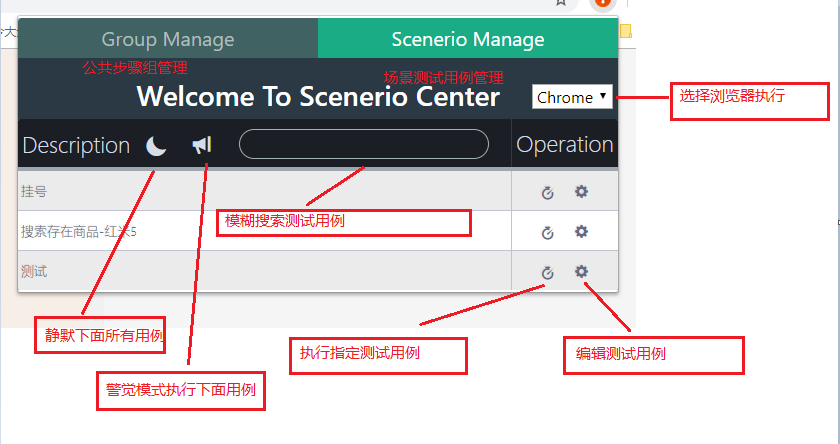 大
Group Manage
Scenerio Manage
公共步骤组管理
场景测试用例管理
Welcome To Scenerio Center
Chrome
选择浏览器执行
Description
Operation
挂号
模糊搜索测试用例
搜索存在商品-红米5
测试
静默下面所有用例
执行指定测试用例
编辑测试用例
警觉模式执行下面用例